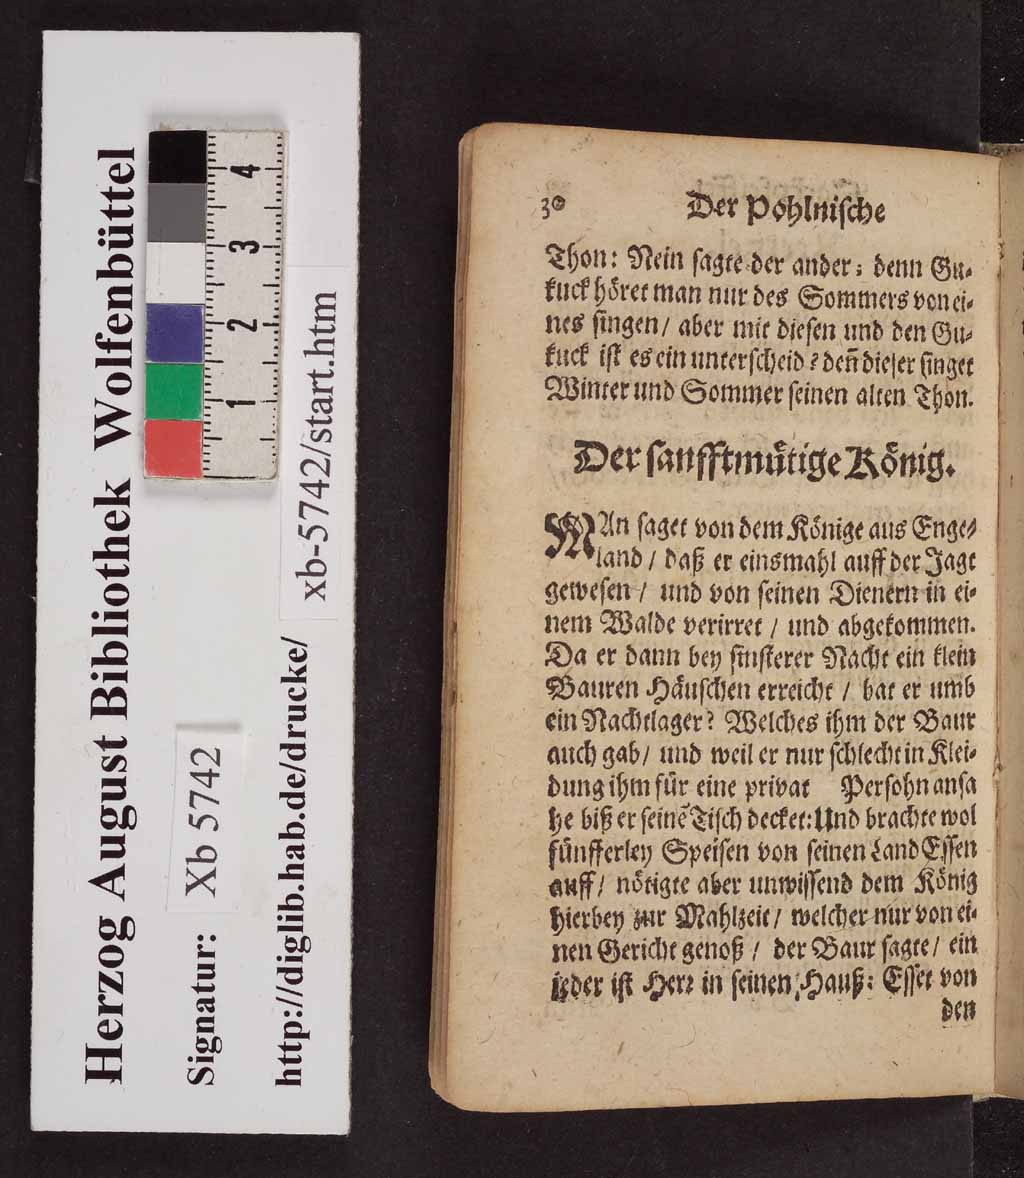 Herzog August Bibliothek Wolfenbüttel
Signatur: Xb 5742
http://diglib.hab.de/drucke/ xb-5742/start.htm
1 2 3 4
30 Der Pohlnische
Thon: Nein sagte der ander: denn Gu-
kuck höret man nur des Sommers von ei-
nes singen/ aber mit diesen und den Gu-
kuck ist es ein unterscheid? den̄ dieser singet
Winter und Sommer seinen alten Thon.
Der sanfftmütige König.
MAn saget von dem Könige aus Enge-
land / daß er einsmahl auff der Jagt
gewesen / und von seinen Dienern in ei-
nem Walde verirret / und abgekommen.
Da er dann bey finsterer Nacht ein klein
Bauren Häuschen erreicht / bat er umb
ein Nachtlager? Welches ihm der Baur
auch gab/ und weil er nur schlecht in Klei-
dung ihm für eine privat Persohn ansa
he biß er seinē Tisch decket: Und brachte wol
fünfferley Speisen von seinen Land Essen
auff/ nötigte aber unwissend dem König
hierbey zur Mahlzeit/ welcher nur von ei-
nen Gericht genoß / der Baur sagte/ ein
jeder ist Herr in seinen Hauß: Esset von
den